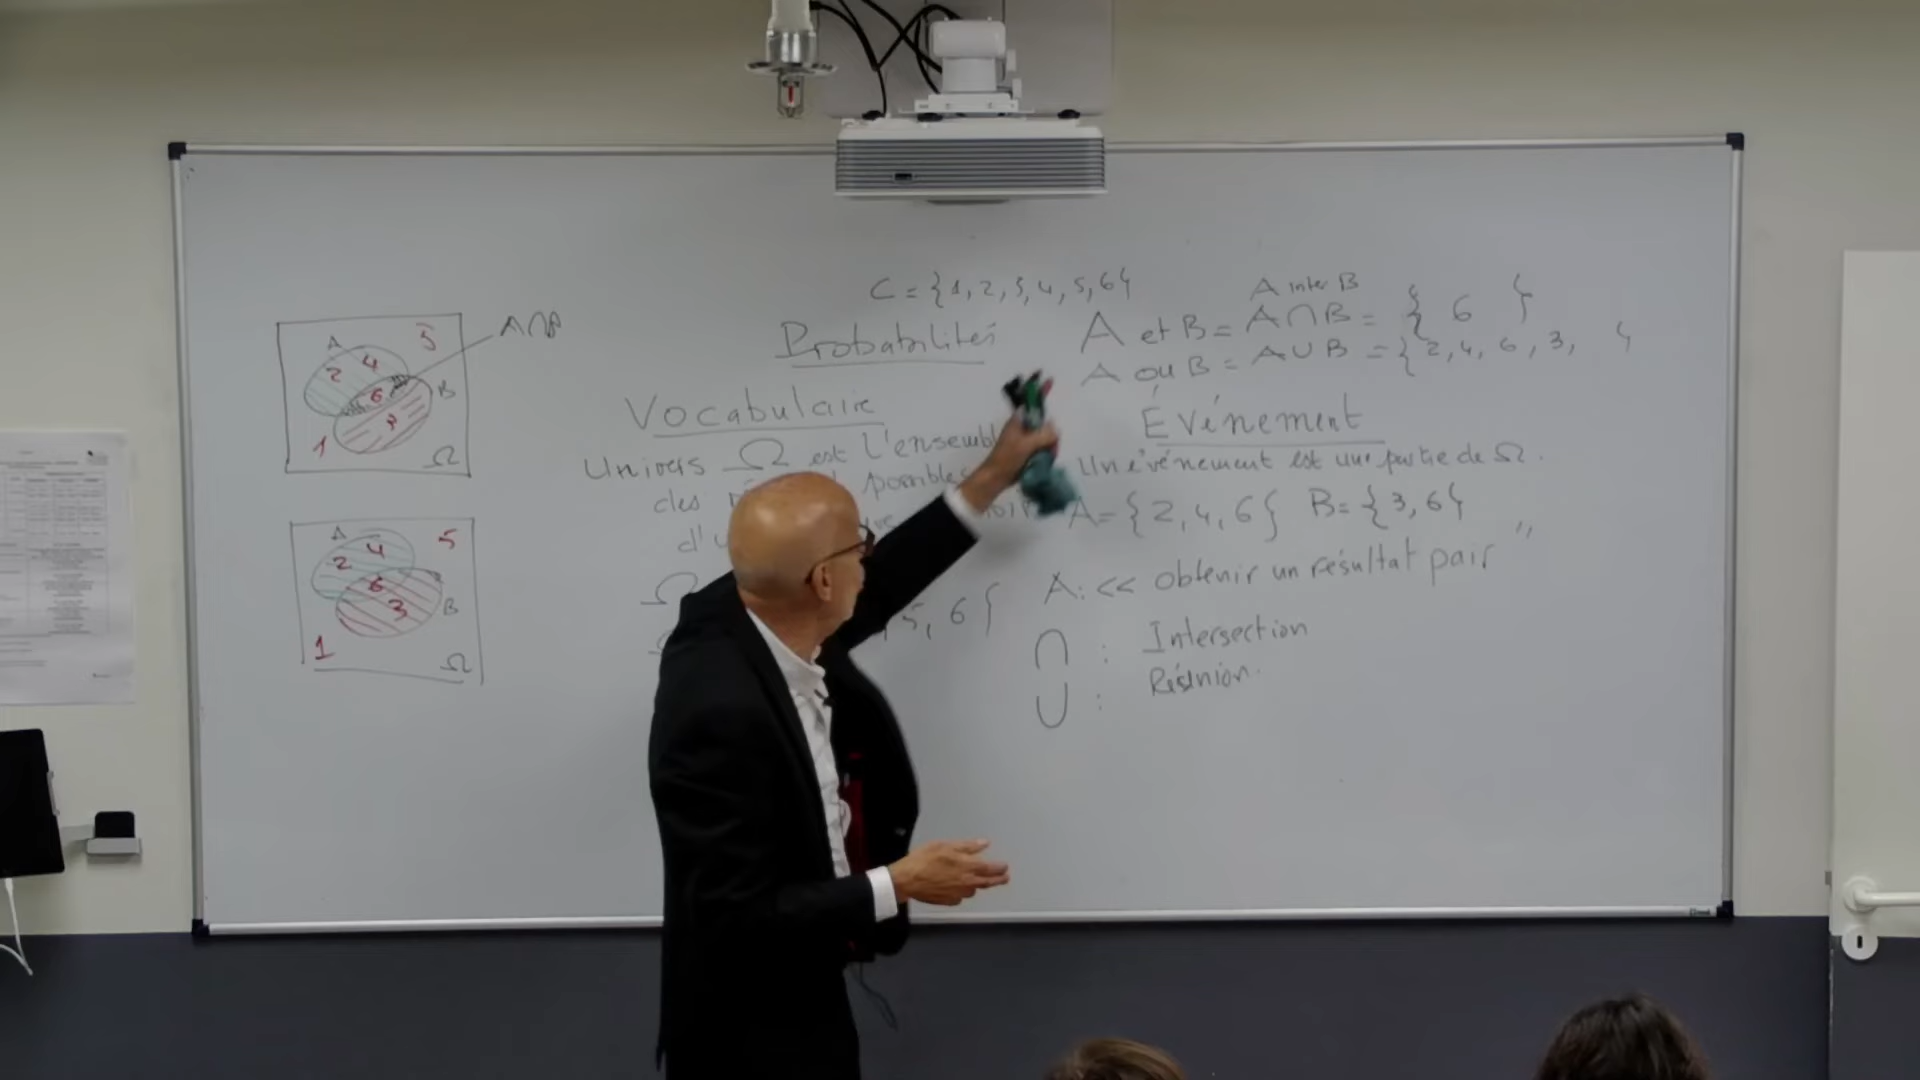 C = {1, 2, 3, 4, 5, 6}
Probabilités
Vocabulaire
Univers Ω est l'ensembl
des possibles
d'u
Ω
5, 6}
A inter B
A et B = A∩B = { 6 }
A ou B = A∪B = {2, 4, 6, 3, }
Événement
Un événement est une partie de Ω.
A = {2, 4, 6} B = {3, 6}
A: << obtenir un résultat pair "
∩ : Intersection
∪ : Réunion.
A∩B
A
4
5
2
6
B
1
Ω
A
4
5
2
6
3
B
1
Ω